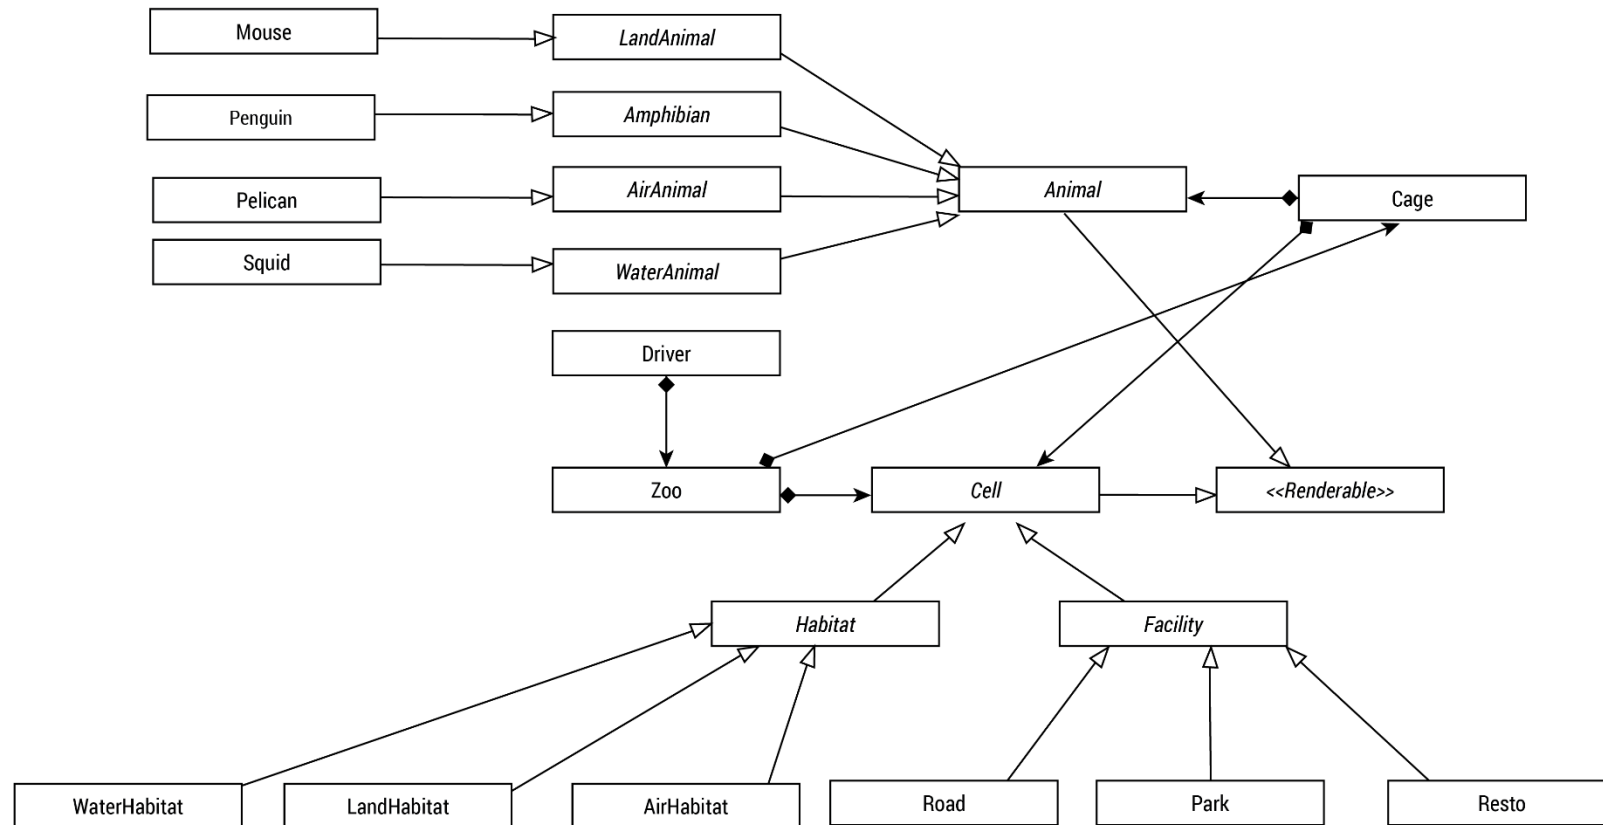 Mouse
LandAnimal
Penguin
Amphibian
Pelican
AirAnimal
Animal
Cage
Squid
WaterAnimal
Driver
Zoo
Cell
<<Renderable>>
Habitat
Facility
WaterHabitat
LandHabitat
AirHabitat
Road
Park
Resto